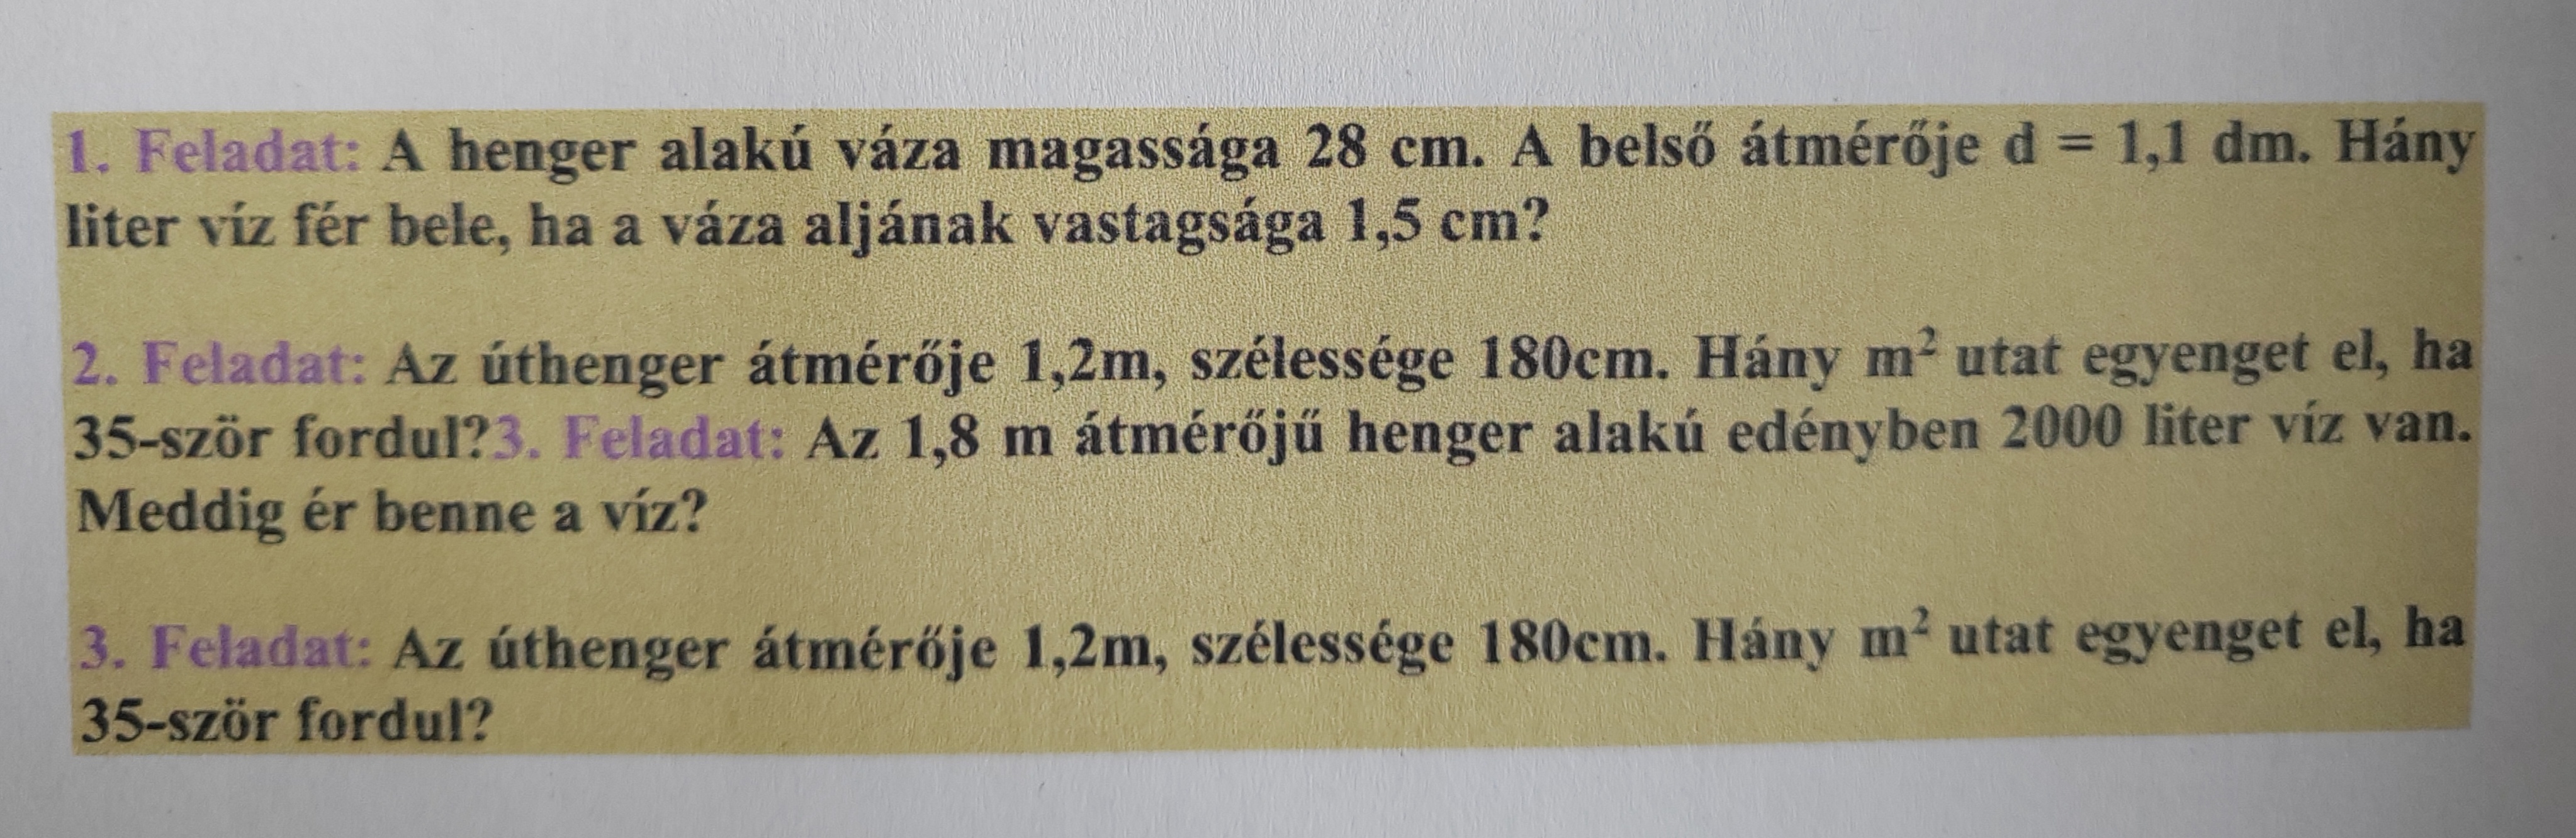 1. Feladat: A henger alakú váza magassága 28 cm. A belső átmérője d = 1,1 dm. Hány
liter víz fér bele, ha a váza aljának vastagsága 1,5 cm?
2. Feladat: Az úthenger átmérője 1,2m, szélessége 180cm. Hány m² utat egyenget el, ha
35-ször fordul?3. Feladat: Az 1,8 m átmérőjű henger alakú edényben 2000 liter víz van.
Meddig ér benne a víz?
3. Feladat: Az úthenger átmérője 1,2m, szélessége 180cm. Hány m² utat egyenget el, ha
35-ször fordul?